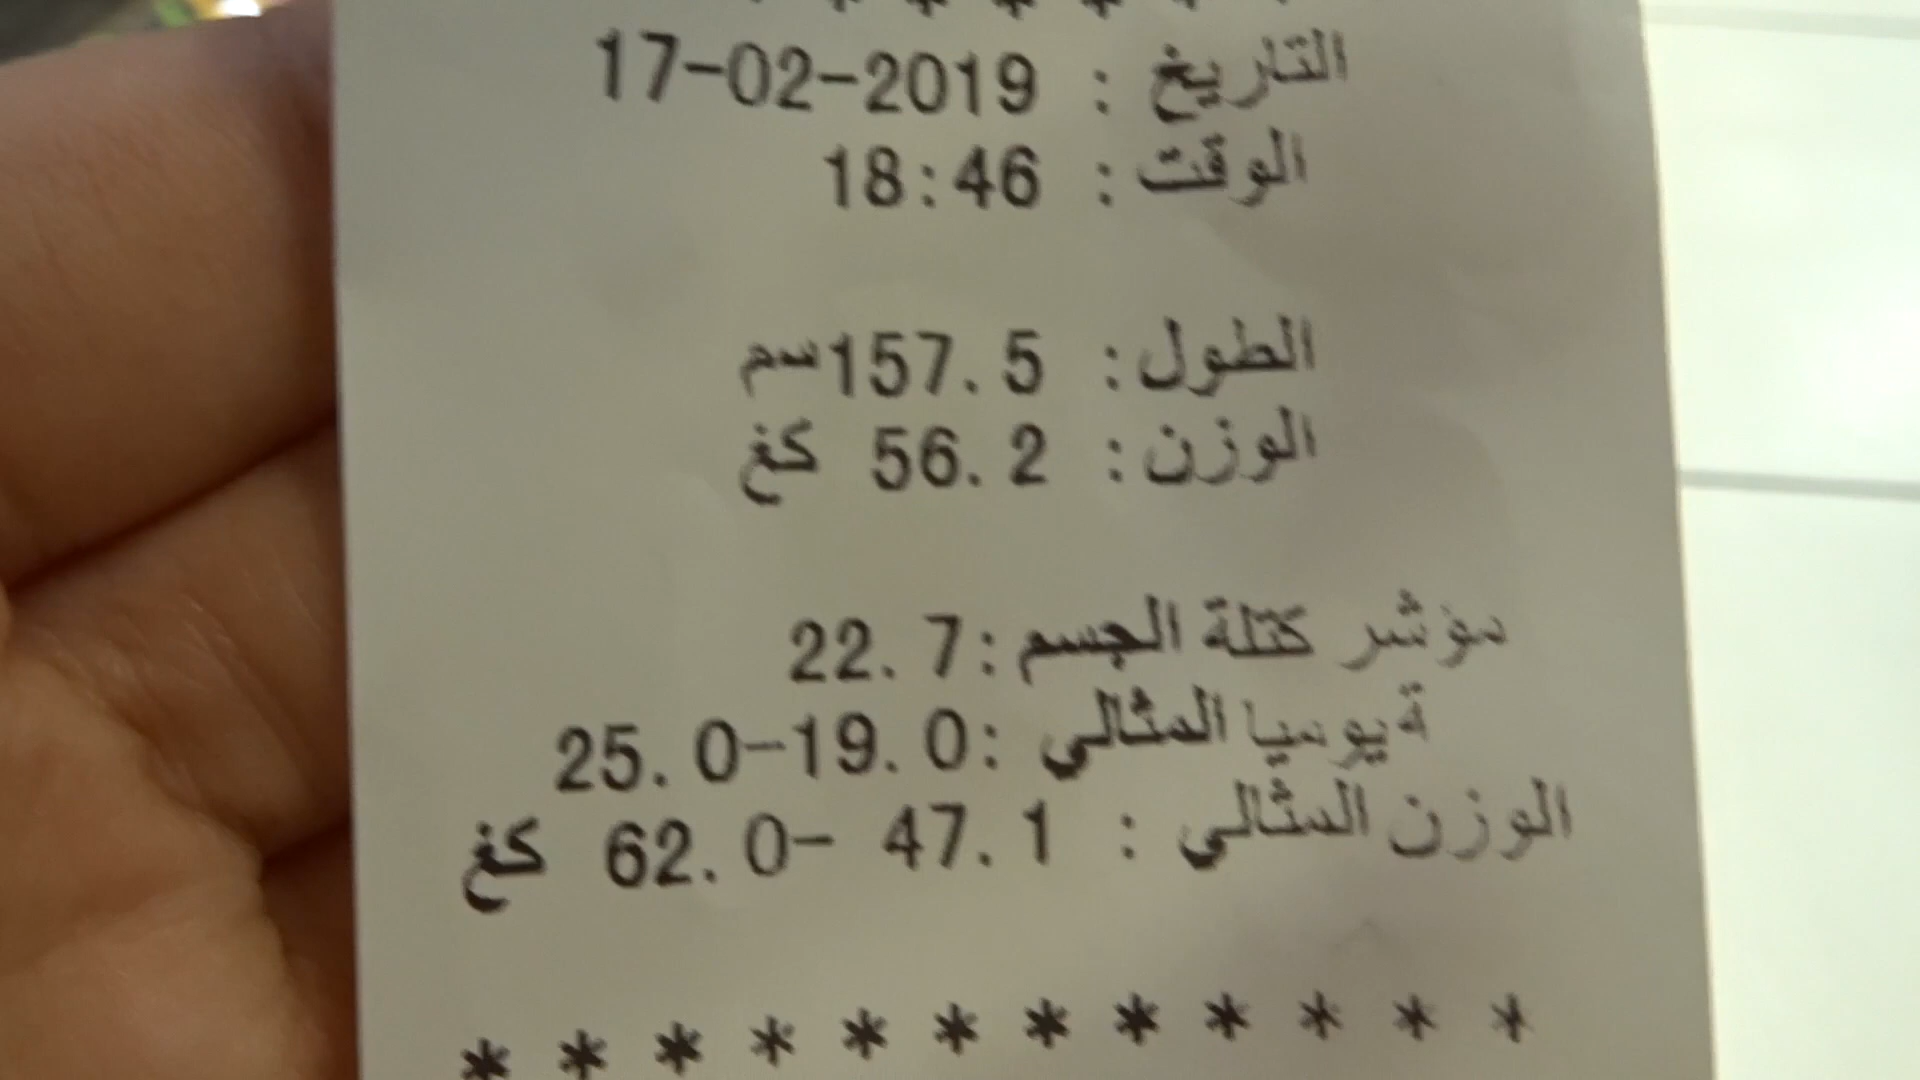 * * * * * *
التاريخ : 17-02-2019
الوقت : 18:46
الطول: 157.5سم
الوزن: 56.2 كغ
مؤشر كتلة الجسم:22.7
ة يوميا المثالي :19.0-25.0
الوزن المثالي : 47.1 -62.0 كغ
* * * * * * * * * * * *